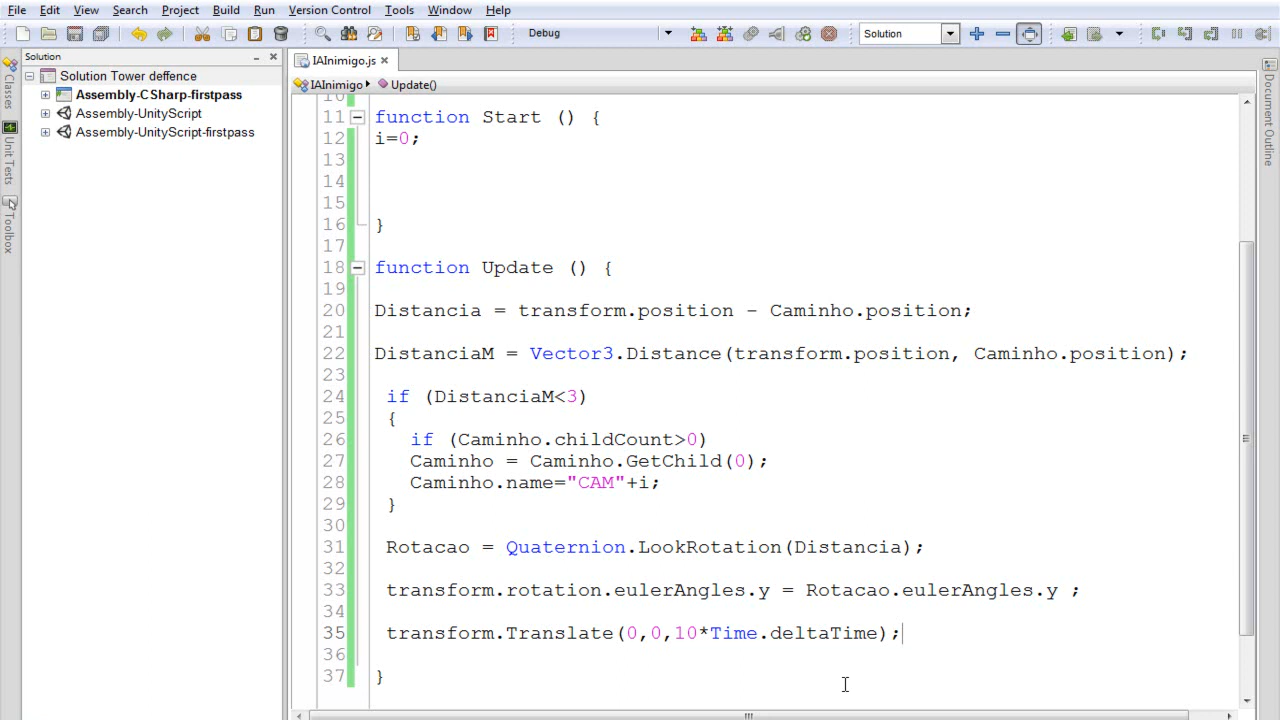 File Edit View Search Project Build Run Version Control Tools Window Help
Debug
Solution
Solution
Solution Tower deffence
Assembly-CSharp-firstpass
Assembly-UnityScript
Assembly-UnityScript-firstpass
Classes
Unit Tests
Toolbox
IAInimigo.js
IAInimigo Update()
10
11 function Start () {
12 i=0;
13
14
15
16 }
17
18 function Update () {
19
20 Distancia = transform.position - Caminho.position;
21
22 DistanciaM = Vector3.Distance(transform.position, Caminho.position);
23
24 if (DistanciaM<3)
25 {
26 if (Caminho.childCount>0)
27 Caminho = Caminho.GetChild(0);
28 Caminho.name="CAM"+i;
29 }
30
31 Rotacao = Quaternion.LookRotation(Distancia);
32
33 transform.rotation.eulerAngles.y = Rotacao.eulerAngles.y ;
34
35 transform.Translate(0,0,10*Time.deltaTime);
36
37 }
Document Outline